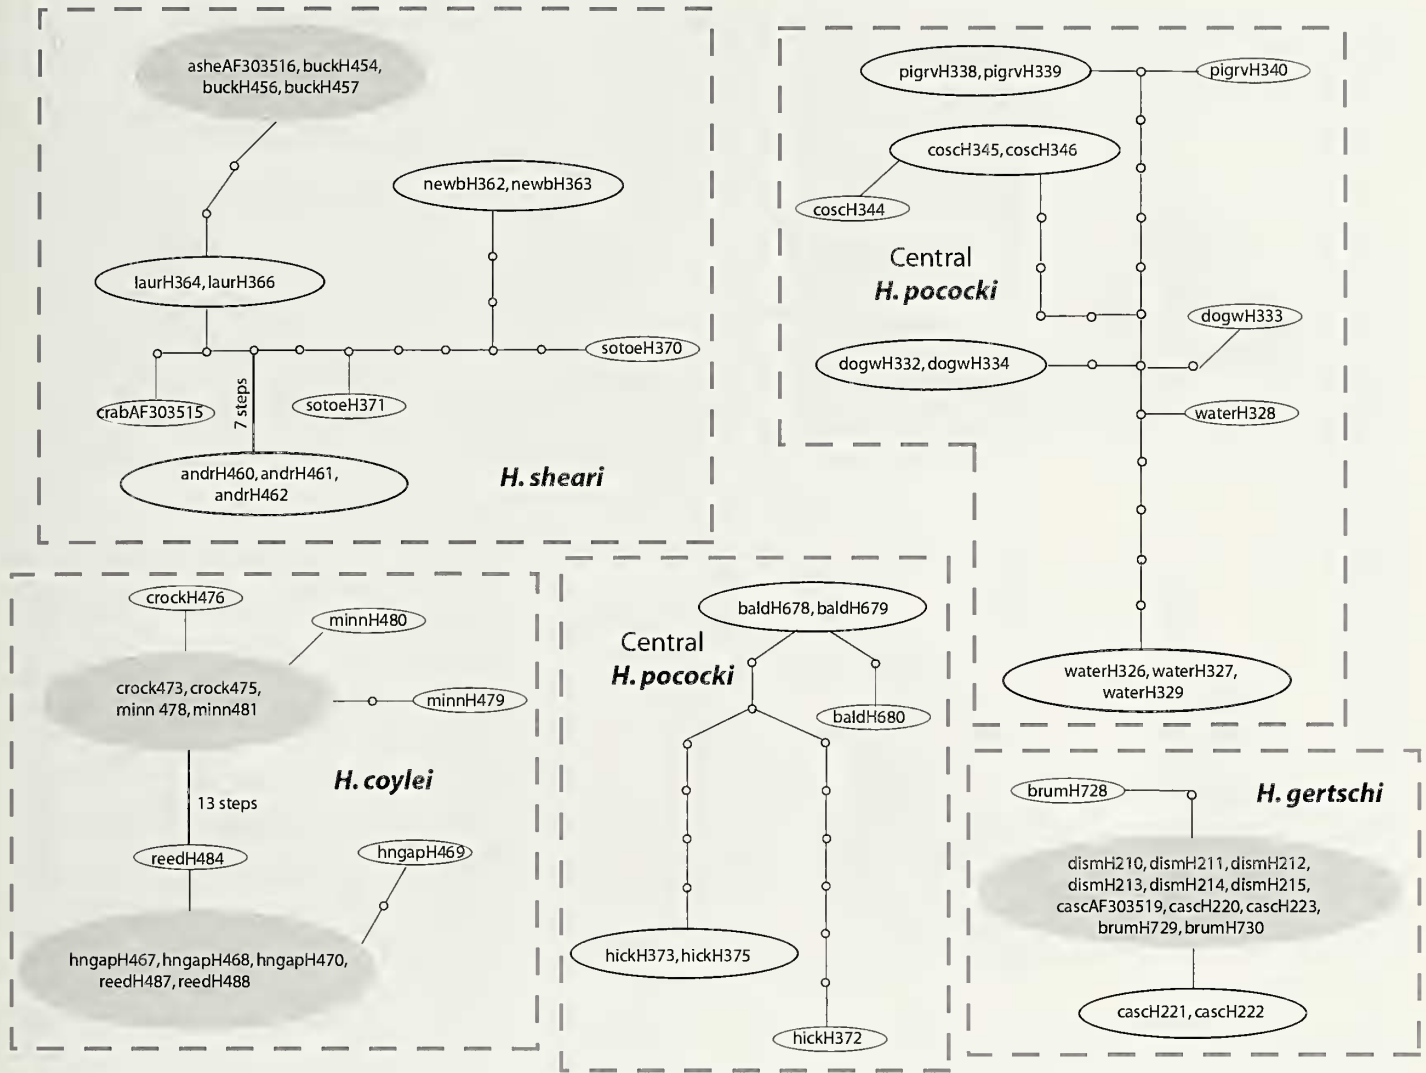 asheAF303516, buckH454,
buckH456, buckH457
newbH362, newbH363
laurH364, laurH366
sotoeH370
crabAF303515
7 steps
sotoeH371
andrH460, andrH461,
andrH462
H. sheari
pigrvH338, pigrvH339
pigrvH340
coscH345, coscH346
coscH344
Central
H. pococki
dogwH333
dogwH332, dogwH334
waterH328
waterH326, waterH327,
waterH329
crockH476
minnH480
crock473, crock475,
minn 478, minn481
minnH479
H. coylei
13 steps
reedH484
hngapH469
hngapH467, hngapH468, hngapH470,
reedH487, reedH488
baldH678, baldH679
Central
H. pococki
baldH680
hickH373, hickH375
hickH372
brumH728
H. gertschi
dismH210, dismH211, dismH212,
dismH213, dismH214, dismH215,
cascAF303519, cascH220, cascH223,
brumH729, brumH730
cascH221, cascH222